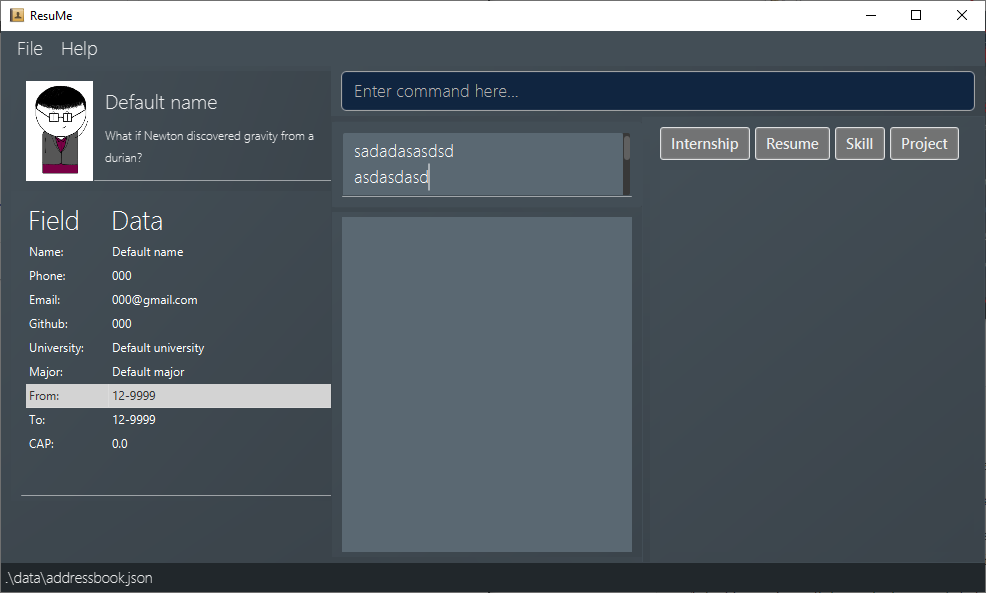 ResuMe
File Help
Default name
What if Newton discovered gravity from a
durian?
Field Data
Name: Default name
Phone: 000
Email: 000@gmail.com
Github: 000
University: Default university
Major: Default major
From: 12-9999
To: 12-9999
CAP: 0.0
Enter command here...
sadadasasdsd
asdasdasd
Internship Resume Skill Project
.\data\addressbook.json